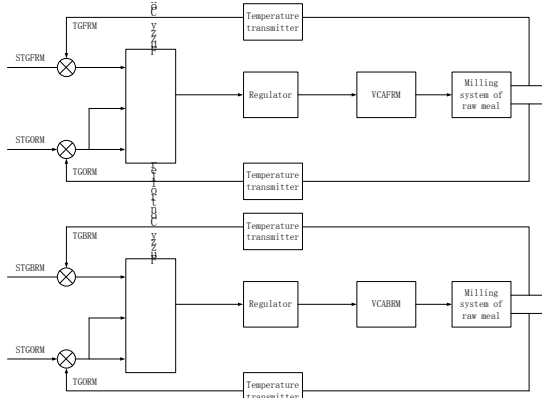 Temperature
transmitter
TGFRM
STGFRM
Regulator
VCAFRM
Milling
system of
raw meal
STGORM
TGORM
Temperature
transmitter
Temperature
transmitter
TGBRM
STGBRM
Regulator
VCABRM
Milling
system of
raw meal
STGORM
TGORM
Temperature
transmitter